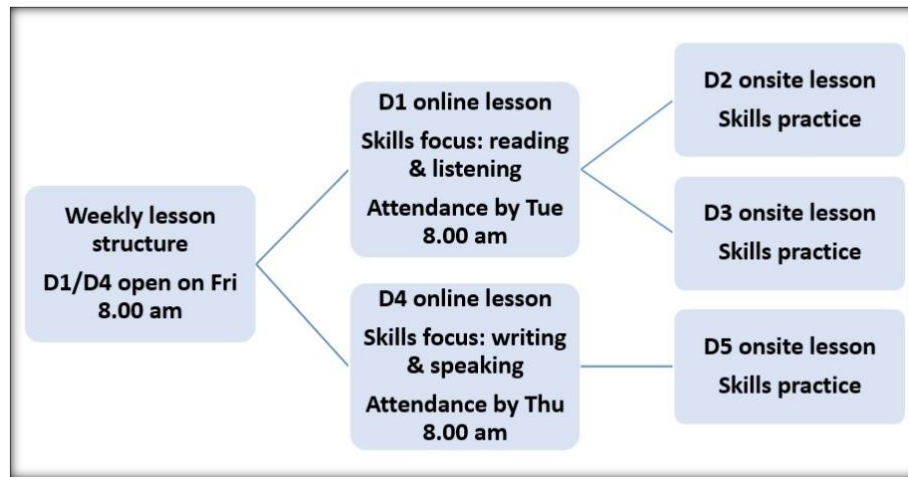 Weekly lesson
structure
D1/D4 open on Fri
8.00 am
D1 online lesson
Skills focus: reading
& listening
Attendance by Tue
8.00 am
D4 online lesson
Skills focus: writing
& speaking
Attendance by Thu
8.00 am
D2 onsite lesson
Skills practice
D3 onsite lesson
Skills practice
D5 onsite lesson
Skills practice